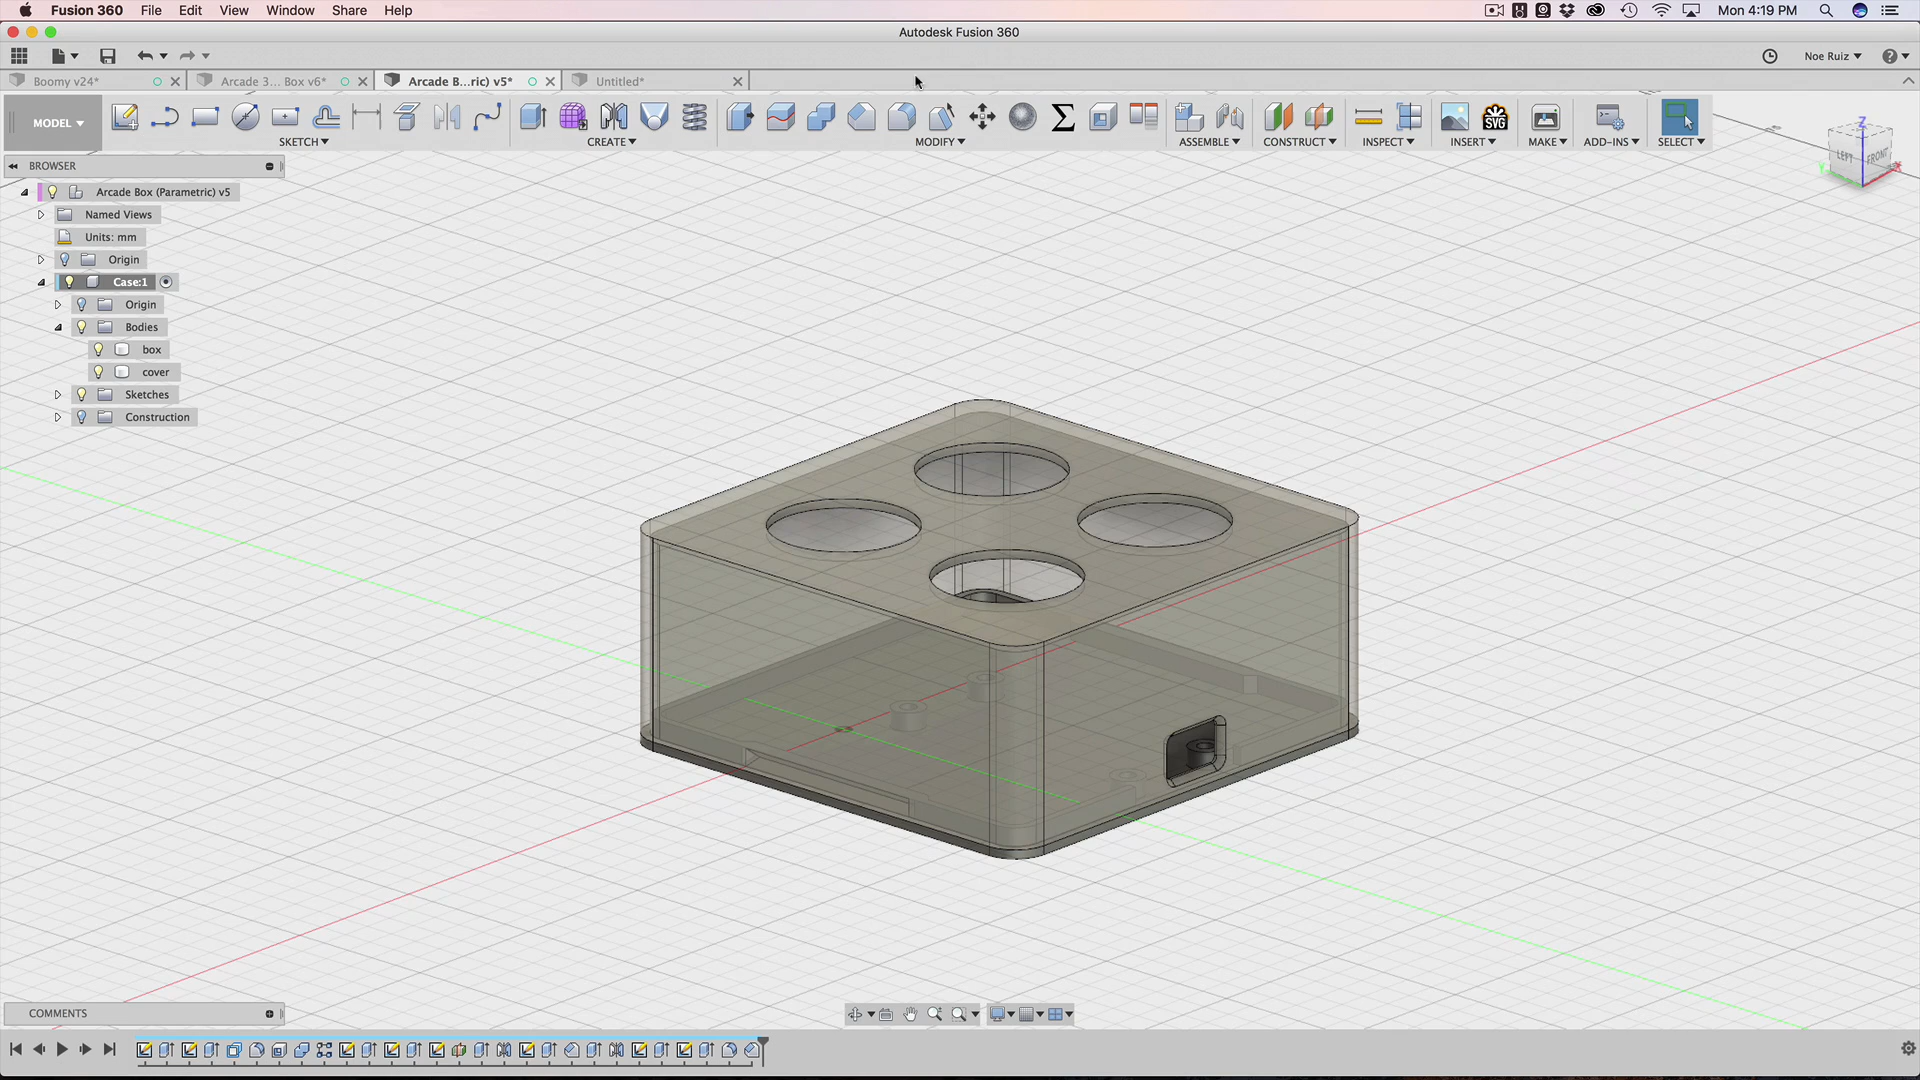 Fusion 360 File Edit View Window Share Help Mon 4:19 PM
Autodesk Fusion 360
Noe Ruiz
Boomy v24* Arcade 3... Box v6* Arcade B...ric) v5* Untitled*
MODEL
SKETCH CREATE MODIFY ASSEMBLE CONSTRUCT INSPECT INSERT MAKE ADD-INS SELECT
SVG
BROWSER
Arcade Box (Parametric) v5
Named Views
Units: mm
Origin
Case:1
Origin
Bodies
box
cover
Sketches
Construction
Z
LEFT FRONT
COMMENTS